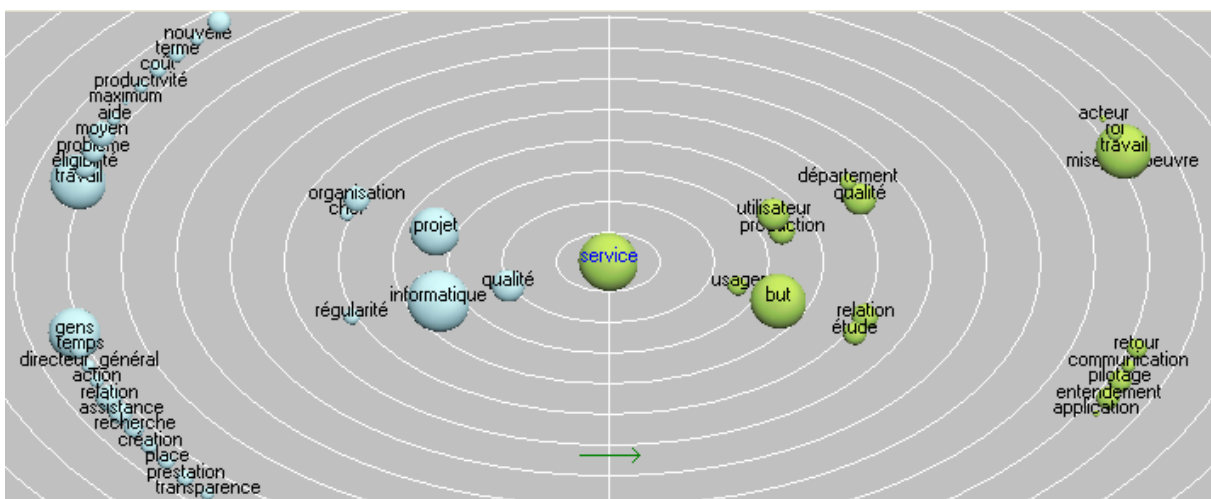 nouvelle
terme
coût
productivité
maximum
aide
moyen
problème
éligibilité
travail
organisation
chef
projet
qualité
informatique
régularité
gens
temps
directeur_général
action
relation
assistance
recherche
création
place
prestation
transparence
service
département
qualité
utilisateur
production
usager
but
relation
étude
acteur
roi
travail
retour
communication
pilotage
entendement
application